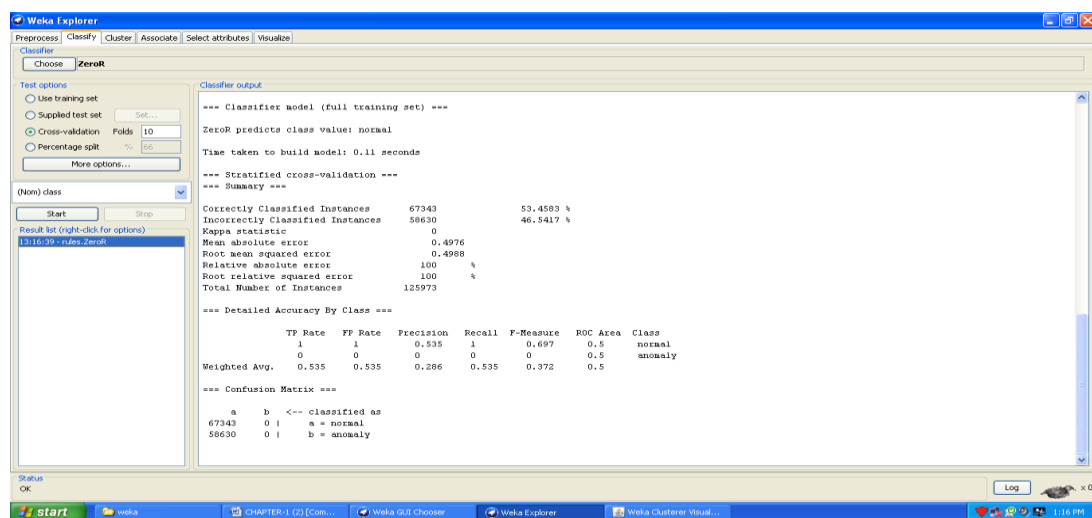 Weka Explorer
Preprocess Classify Cluster Associate Select attributes Visualize
Classifier
Choose ZeroR
Test options
Use training set
Supplied test set Set...
Cross-validation Folds 10
Percentage split % 66
More options...
(Nom) class
Start Stop
Result list (right-click for options)
13:16:39 - rules.ZeroR
Classifier output
=== Classifier model (full training set) ===
ZeroR predicts class value: normal
Time taken to build model: 0.11 seconds
=== Stratified cross-validation ===
=== Summary ===
Correctly Classified Instances 67343 53.4583 %
Incorrectly Classified Instances 58630 46.5417 %
Kappa statistic 0
Mean absolute error 0.4976
Root mean squared error 0.4988
Relative absolute error 100 %
Root relative squared error 100 %
Total Number of Instances 125973
=== Detailed Accuracy By Class ===
TP Rate FP Rate Precision Recall F-Measure ROC Area Class
1 1 0.535 1 0.697 0.5 normal
0 0 0 0 0 0.5 anomaly
Weighted Avg. 0.535 0.535 0.286 0.535 0.372 0.5
=== Confusion Matrix ===
a b <-- classified as
67343 0 | a = normal
58630 0 | b = anomaly
Status
OK
Log x 0
start weka CHAPTER-1 (2) [Com... Weka GUI Chooser Weka Explorer Weka Clusterer Visual... 1:16 PM